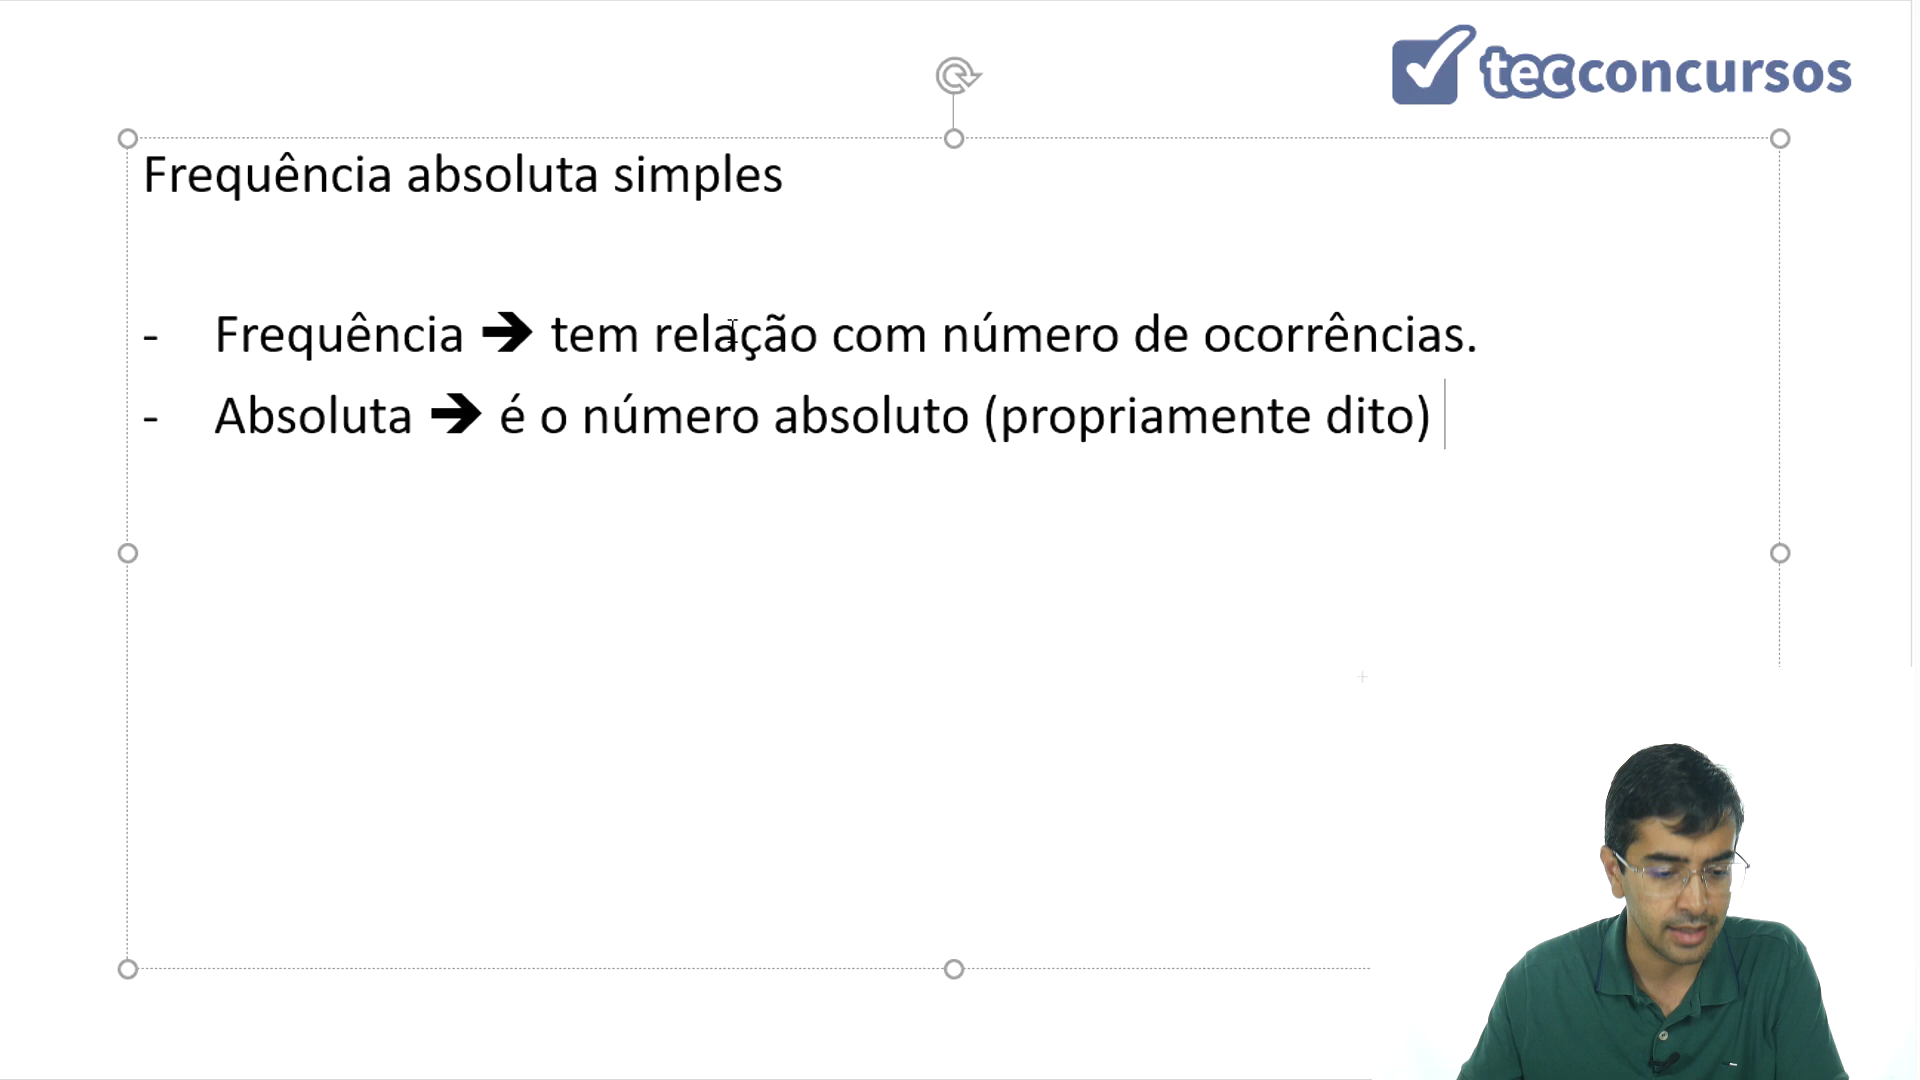 tecconcursos
Frequência absoluta simples
- Frequência ➔ tem relação com número de ocorrências.
- Absoluta ➔ é o número absoluto (propriamente dito)